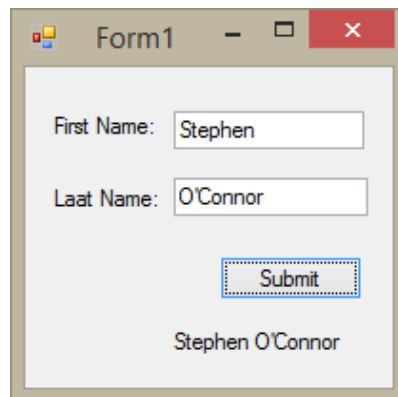 Form1
First Name: Stephen
Laat Name: O'Connor
Submit
Stephen O'Connor